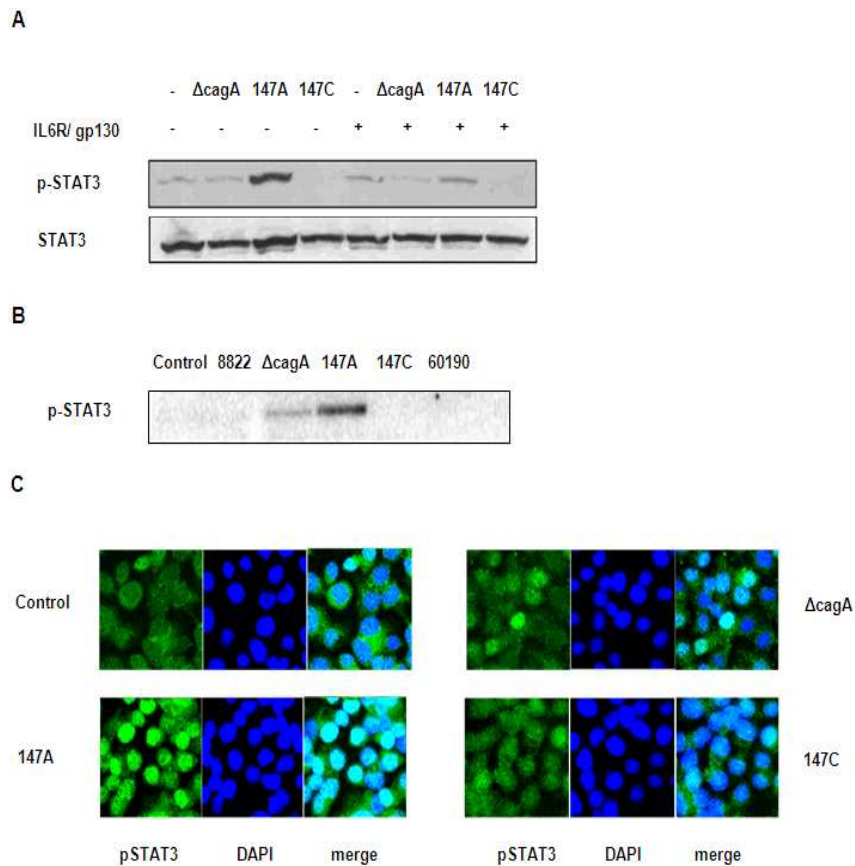 A
- ΔcagA 147A 147C - ΔcagA 147A 147C
IL6R/ gp130 - - - - + + + +
p-STAT3
STAT3
B
Control 8822 ΔcagA 147A 147C 60190
p-STAT3
C
Control
ΔcagA
147A
147C
pSTAT3 DAPI merge pSTAT3 DAPI merge